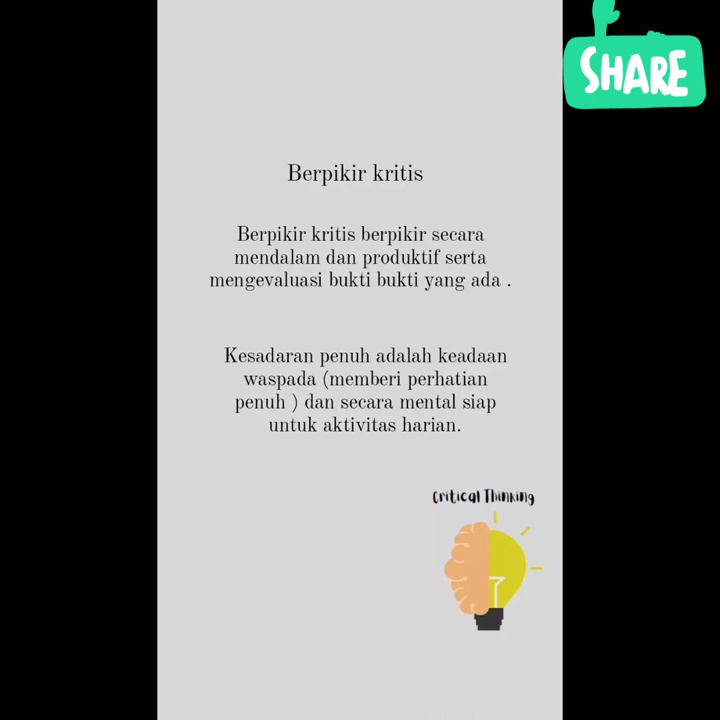 SHARE
Berpikir kritis
Berpikir kritis berpikir secara
mendalam dan produktif serta
mengevaluasi bukti bukti yang ada .
Kesadaran penuh adalah keadaan
waspada (memberi perhatian
penuh ) dan secara mental siap
untuk aktivitas harian.
Critical Thinking